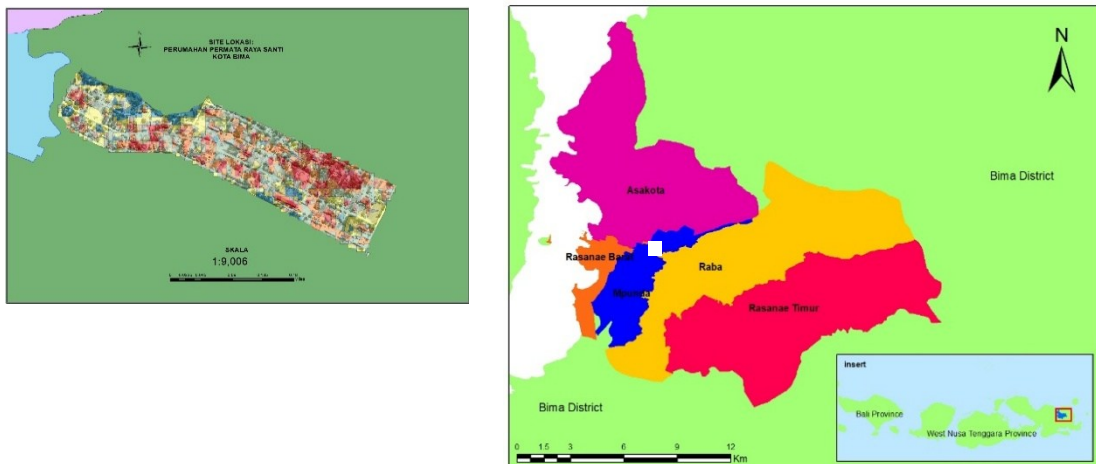 SITE LOKASI:
PERUMAHAN PERMATA RAYA SANTI
KOTA BIMA
SKALA
1:9,006
N
Asakota
Bima District
Rasanae Barat
Raba
Mpunda
Rasanae Timur
Bima District
0 1.5 3 6 9 12
Km
Insert
Bali Province
West Nusa Tenggara Province